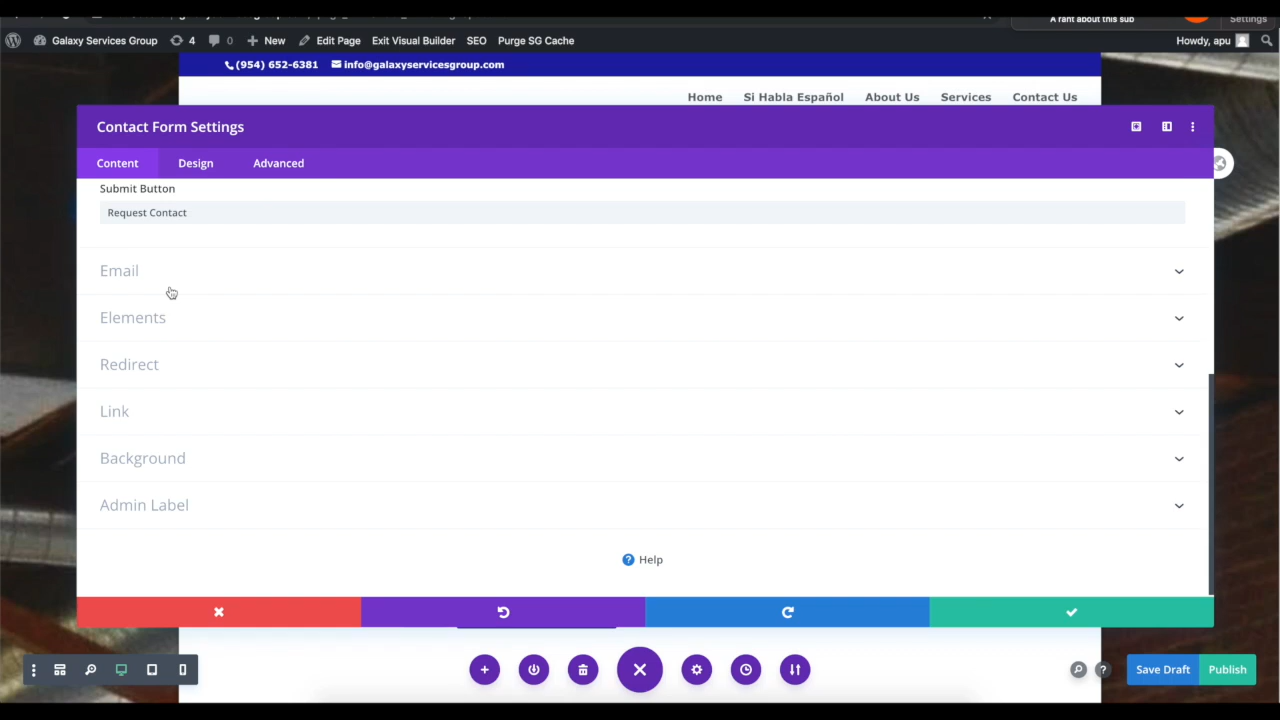 A rant about this sub
Settings
Galaxy Services Group
4
0
New
Edit Page
Exit Visual Builder
SEO
Purge SG Cache
Howdy, apu
(954) 652-6381
info@galaxyservicesgroup.com
Home
Si Habla Español
About Us
Services
Contact Us
Contact Form Settings
Content
Design
Advanced
Submit Button
Request Contact
Email
Elements
Redirect
Link
Background
Admin Label
? Help
?
Save Draft
Publish